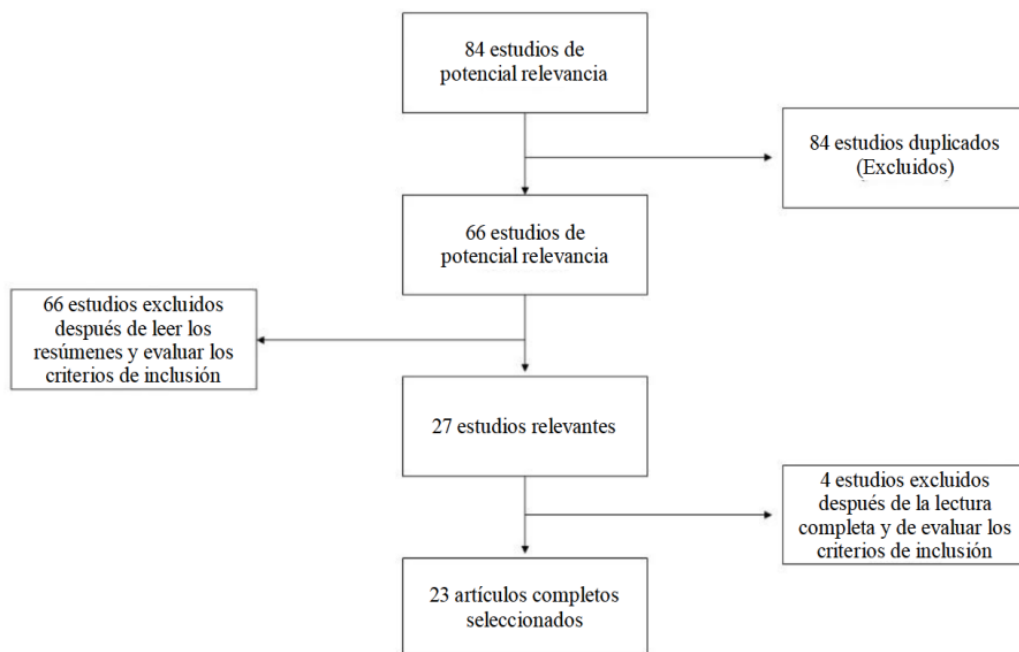 84 estudios de
potencial relevancia
84 estudios duplicados
(Excluidos)
66 estudios de
potencial relevancia
66 estudios excluidos
después de leer los
resúmenes y evaluar los
criterios de inclusión
27 estudios relevantes
4 estudios excluidos
después de la lectura
completa y de evaluar los
criterios de inclusión
23 artículos completos
seleccionados